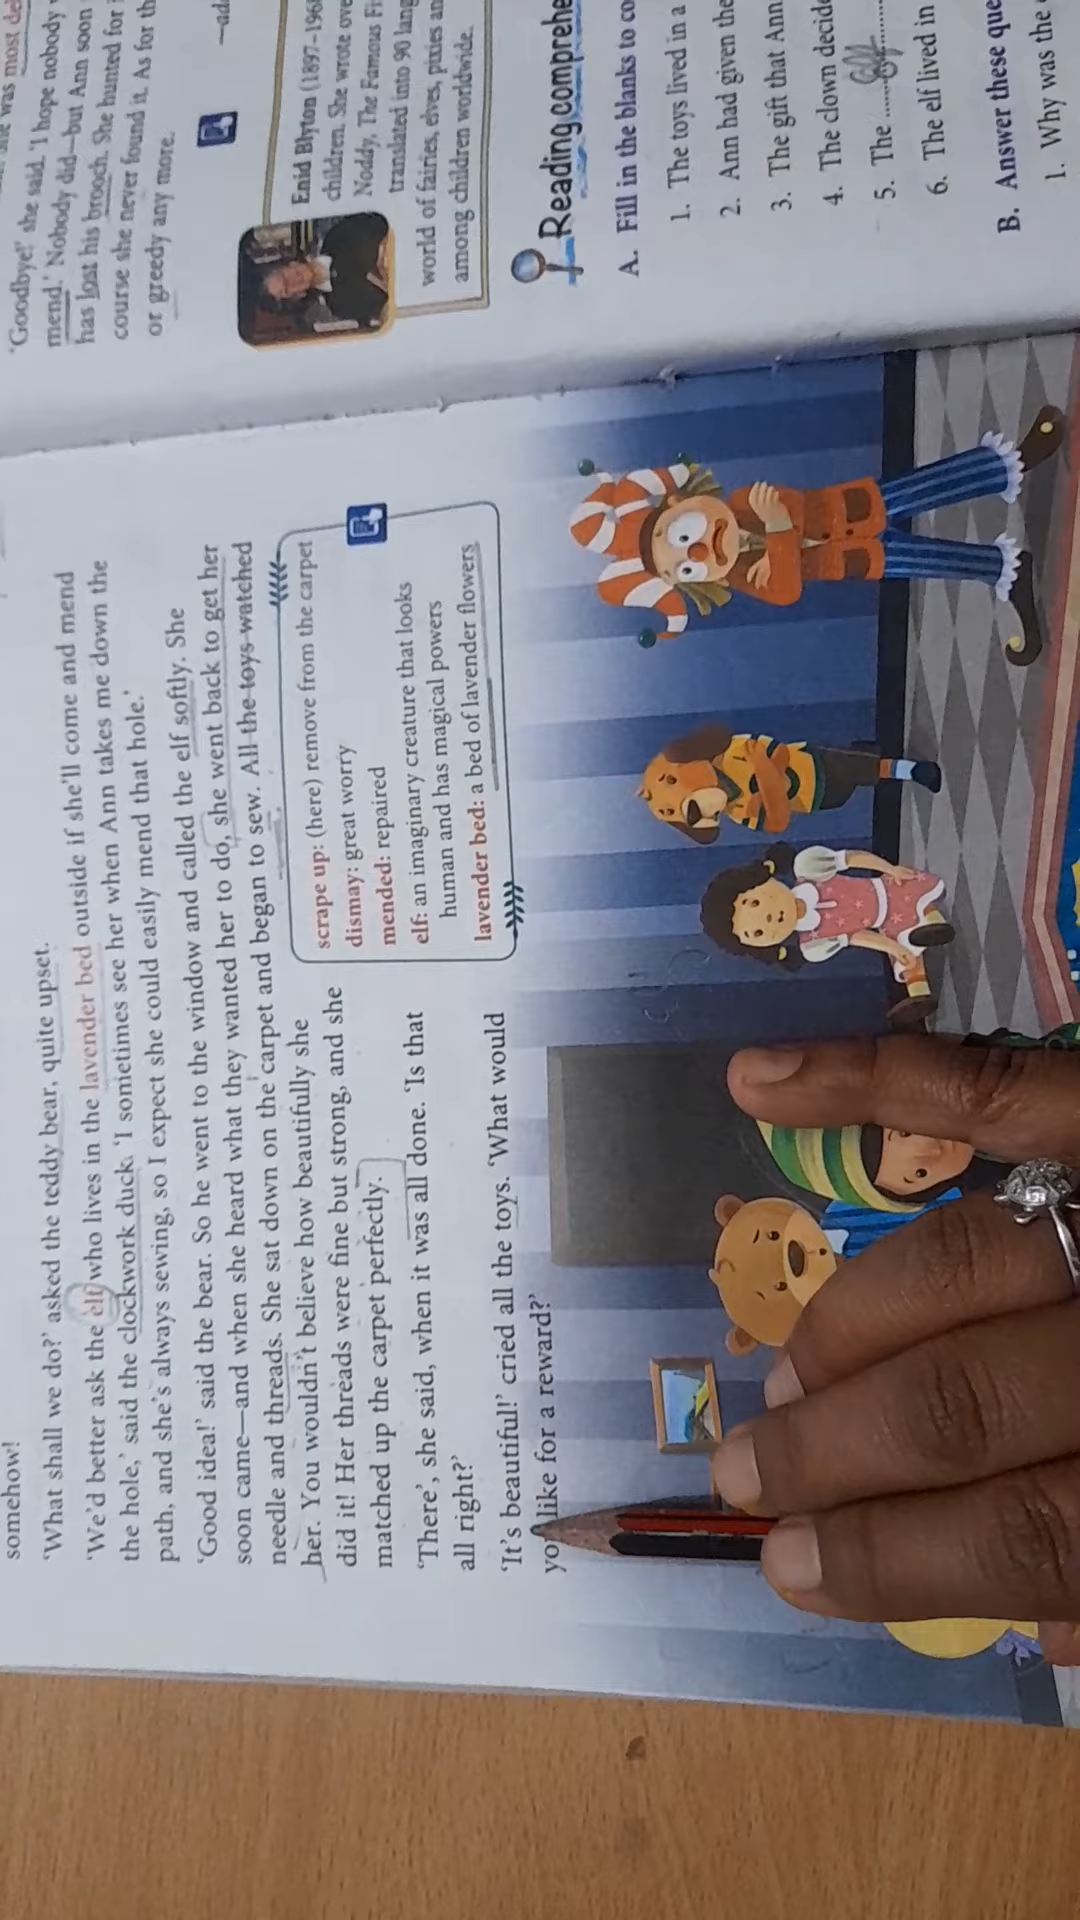 somehow!
'What shall we do?' asked the teddy bear, quite upset.
'We'd better ask the elf who lives in the lavender bed outside if she'll come and mend
the hole,' said the clockwork duck. 'I sometimes see her when Ann takes me down the
path, and she's always sewing, so I expect she could easily mend that hole.'
'Good idea!' said the bear. So he went to the window and called the elf softly. She
soon came—and when she heard what they wanted her to do, she went back to get her
needle and threads. She sat down on the carpet and began to sew. All the toys watched
her. You wouldn't believe how beautifully she
did it! Her threads were fine but strong, and she
matched up the carpet perfectly.
'There', she said, when it was all done. 'Is that
all right?'
'It's beautiful!' cried all the toys. 'What would
like for a reward?'
scrape up: (here) remove from the carpet
dismay: great worry
mended: repaired
elf: an imaginary creature that looks
human and has magical powers
lavender bed: a bed of lavender flowers
was most
'Goodbye!' she said. 'I hope nobody
mend.' Nobody did—but Ann soon
has lost his brooch. She hunted for
course she never found it. As for th
or greedy any more.
Enid Blyton (1897–1968
children. She wrote ove
Noddy, The Famous Fi
translated into 90 lang
world of fairies, elves, pixies an
among children worldwide.
Reading comprehe
A. Fill in the blanks to co
1. The toys lived in a
2. Ann had given the
3. The gift that Ann
4. The clown decide
5. The ........ elf ........
6. The elf lived in
B. Answer these que
1. Why was the